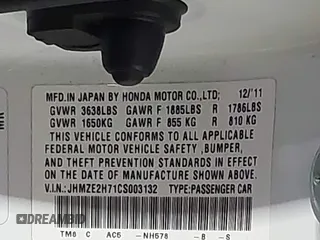 MFD.IN JAPAN BY HONDA MOTOR CO.,LTD; 12/'11
GVWR 3638LBS GAWR F 1885LBS R 1786LBS
GVWR 1650KG GAWR F 855 KG R 810 KG
THIS VEHICLE CONFORMS TO ALL APPLICABLE
FEDERAL MOTOR VEHICLE SAFETY ,BUMPER,
AND THEFT PREVENTION STANDARDS IN EFFECT
ON THE DATE OF MANUFACTURE SHOWN ABOVE.
V.I.N.:JHMZE2H71CS003132 TYPE:PASSENGER CAR
TM8 C AC5 -NH578 -B -S
DREAMBID